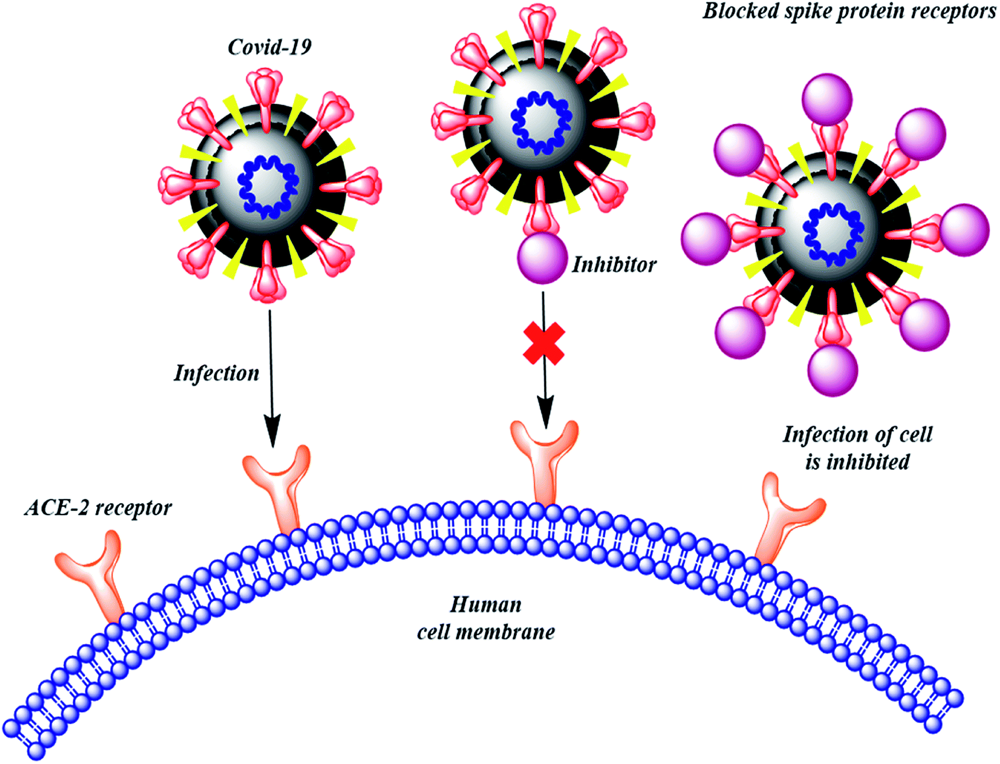 Blocked spike protein receptors
Covid-19
Inhibitor
Infection
Infection of cell
is inhibited
ACE-2 receptor
Human
cell membrane